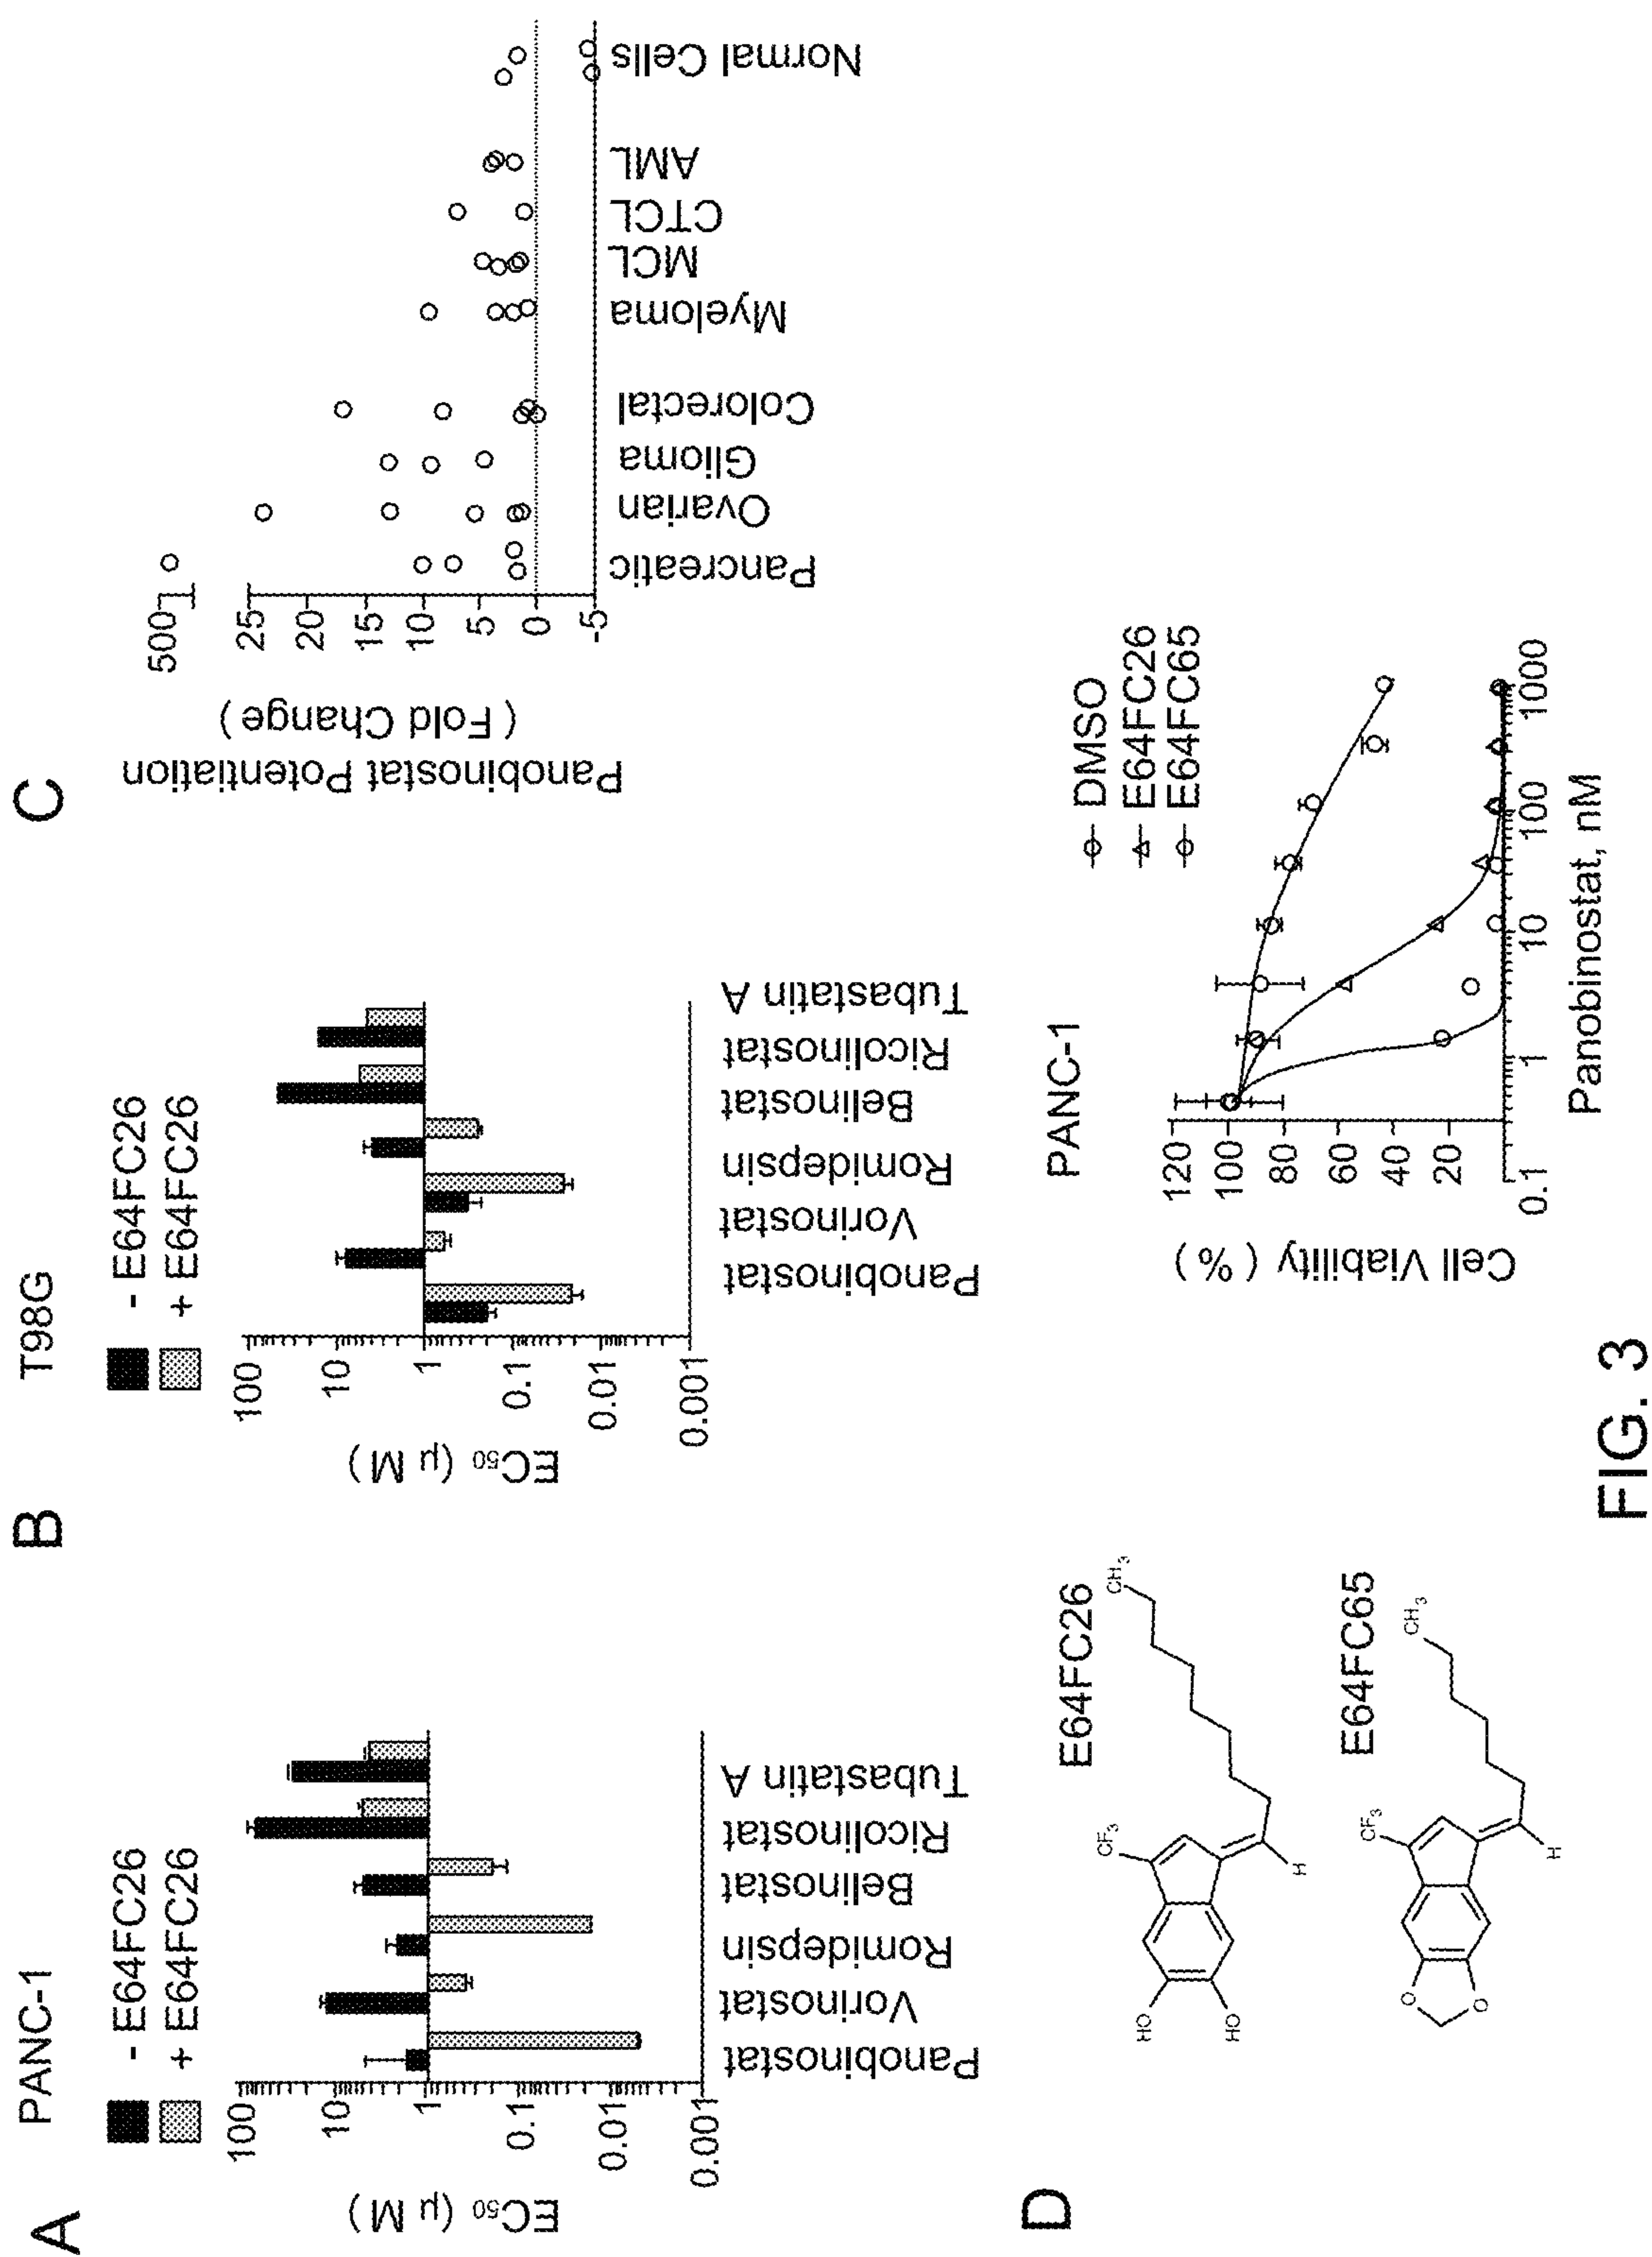 A
PANC-1
- E64FC26
+ E64FC26
EC50 (μ M)
100
10
1
0.1
0.01
0.001
Panobinostat
Vorinostat
Romidepsin
Belinostat
Ricolinostat
Tubastatin A
B
T98G
- E64FC26
+ E64FC26
EC50 (μ M)
100
10
1
0.1
0.01
0.001
Panobinostat
Vorinostat
Romidepsin
Belinostat
Ricolinostat
Tubastatin A
C
Panobinostat Potentiation
( Fold Change )
500
25
20
15
10
5
0
-5
Pancreatic
Ovarian
Glioma
Colorectal
Myeloma
MCL
CTCL
AML
Normal Cells
D
E64FC26
CF3
CH3
HO
HO
H
E64FC65
CF3
CH3
O
O
H
PANC-1
DMSO
E64FC26
E64FC65
Cell Viability ( % )
120
100
80
60
40
20
0.1
1
10
100
1000
Panobinostat, nM
FIG. 3